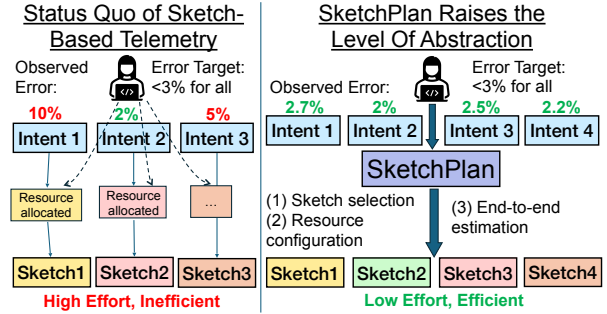 Status Quo of Sketch-
Based Telemetry
Observed
Error:
Error Target:
<3% for all
10%
2%
5%
Intent 1
Intent 2
Intent 3
Resource
allocated
Resource
allocated
...
Sketch1
Sketch2
Sketch3
High Effort, Inefficient
SketchPlan Raises the
Level Of Abstraction
Observed Error:
Error Target:
<3% for all
2.7%
2%
2.5%
2.2%
Intent 1
Intent 2
Intent 3
Intent 4
SketchPlan
(1) Sketch selection
(2) Resource
configuration
(3) End-to-end
estimation
Sketch1
Sketch2
Sketch3
Sketch4
Low Effort, Efficient